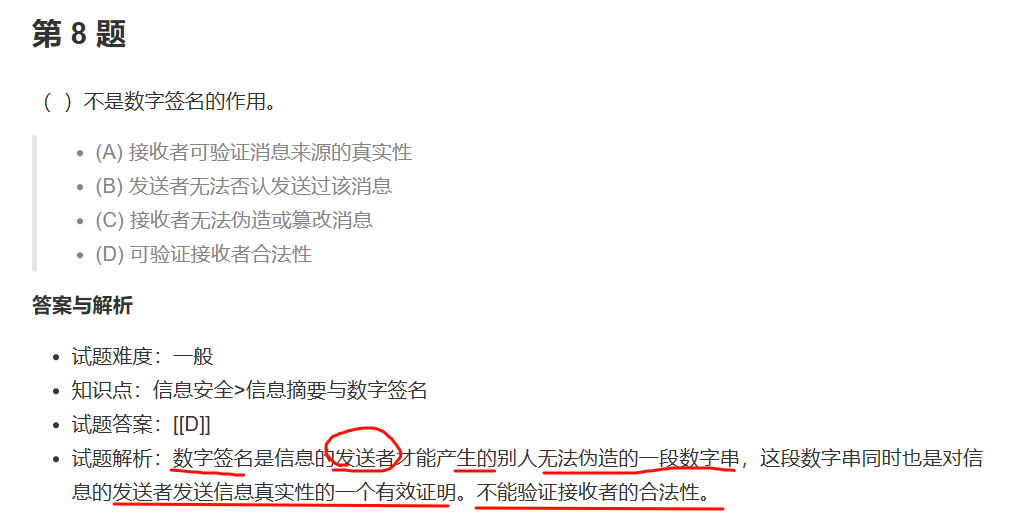 第 8 题
（ ）不是数字签名的作用。
• (A) 接收者可验证消息来源的真实性
• (B) 发送者无法否认发送过该消息
• (C) 接收者无法伪造或篡改消息
• (D) 可验证接收者合法性
答案与解析
• 试题难度：一般
• 知识点：信息安全>信息摘要与数字签名
• 试题答案：[[D]]
• 试题解析：数字签名是信息的发送者才能产生的别人无法伪造的一段数字串，这段数字串同时也是对信
息的发送者发送信息真实性的一个有效证明。不能验证接收者的合法性。